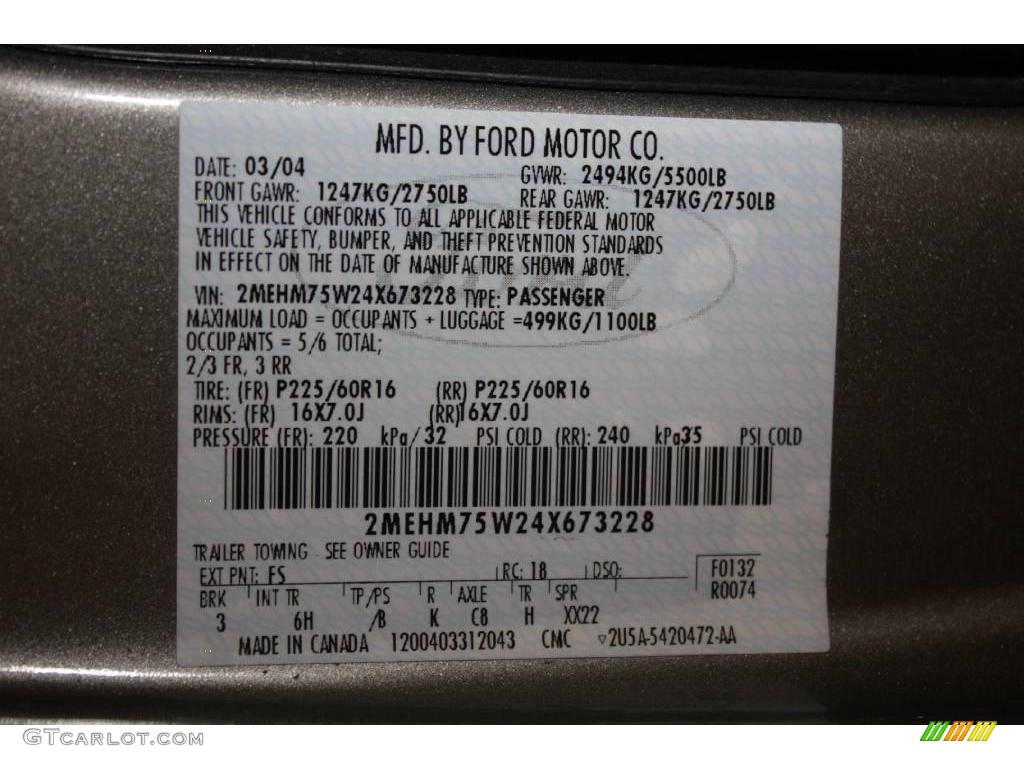 MFD. BY FORD MOTOR CO.
DATE: 03/04 GVWR: 2494KG/5500LB
FRONT GAWR: 1247KG/2750LB REAR GAWR: 1247KG/2750LB
THIS VEHICLE CONFORMS TO ALL APPLICABLE FEDERAL MOTOR
VEHICLE SAFETY, BUMPER, AND THEFT PREVENTION STANDARDS
IN EFFECT ON THE DATE OF MANUFACTURE SHOWN ABOVE.
VIN: 2MEHM75W24X673228 TYPE: PASSENGER
MAXIMUM LOAD = OCCUPANTS + LUGGAGE =499KG/1100LB
OCCUPANTS = 5/6 TOTAL;
2/3 FR, 3 RR
TIRE: (FR) P225/60R16 (RR) P225/60R16
RIMS: (FR) 16X7.0J (RR)16X7.0J
PRESSURE (FR): 220 kPa/32 PSI COLD (RR): 240 kPa35 PSI COLD
2MEHM75W24X673228
TRAILER TOWING - SEE OWNER GUIDE
EXT PNT: FS RC: 18 DSO: F0132
BRK INT TR TP/PS R AXLE TR SPR R0074
3 6H /B K C8 H XX22
MADE IN CANADA 1200403312043 CMC ▽2U5A-5420472-AA
GTCARLOT.COM